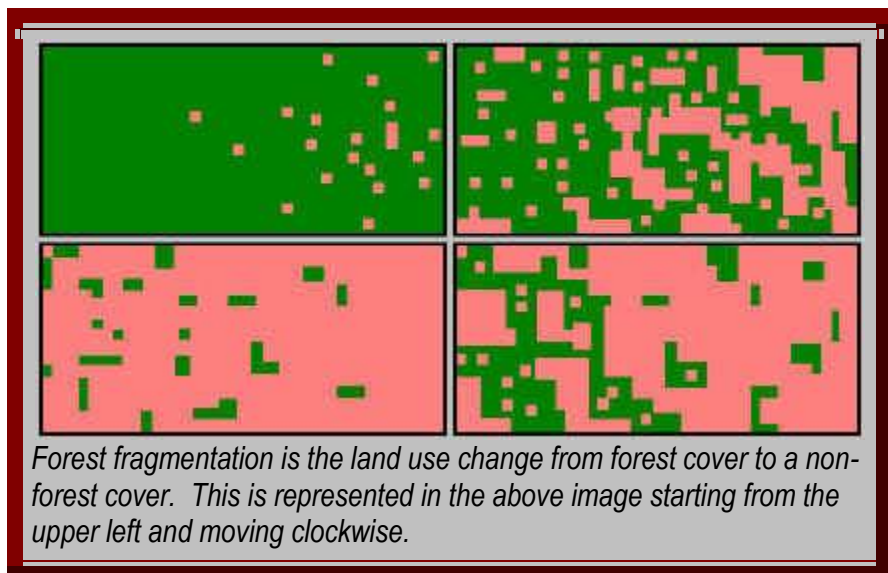 Forest fragmentation is the land use change from forest cover to a non-
forest cover.  This is represented in the above image starting from the
upper left and moving clockwise.